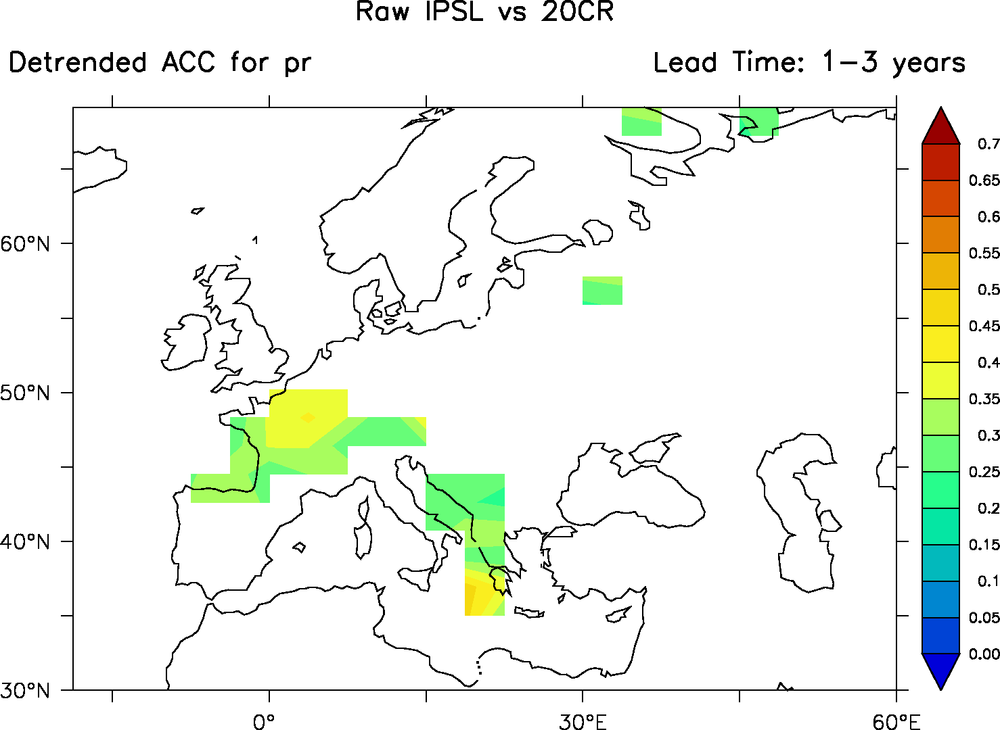 Raw IPSL vs 20CR
Detrended ACC for pr
Lead Time: 1-3 years
60°N
50°N
40°N
30°N
0°
30°E
60°E
0.7
0.65
0.6
0.55
0.5
0.45
0.4
0.35
0.3
0.25
0.2
0.15
0.1
0.05
0.00